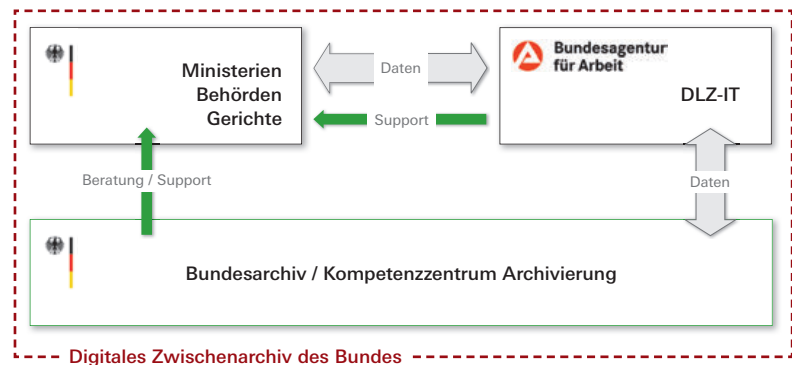 Ministerien
Behörden
Gerichte
Daten
Support
Bundesagentur
für Arbeit
DLZ-IT
Beratung / Support
Daten
Bundesarchiv / Kompetenzzentrum Archivierung
Digitales Zwischenarchiv des Bundes